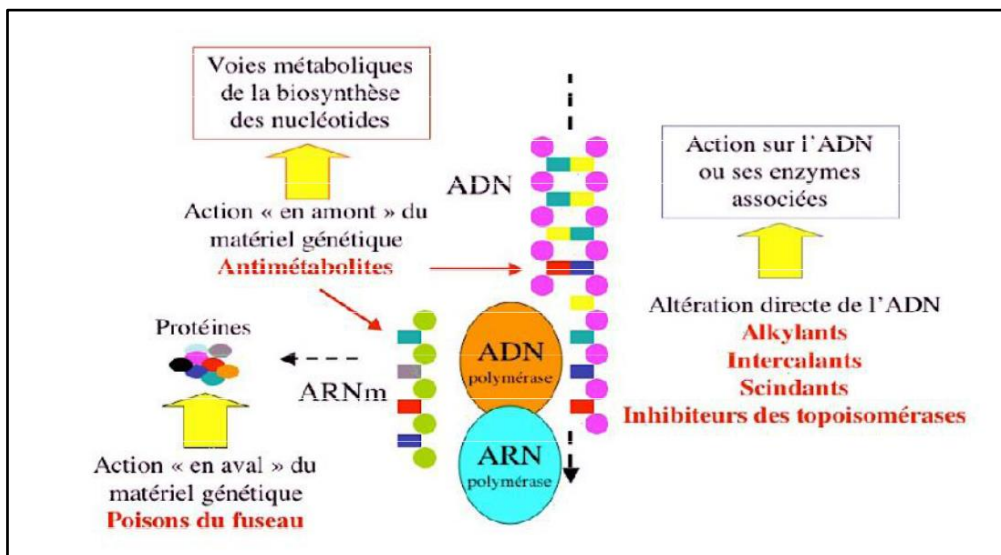 Voies métaboliques
de la biosynthèse
des nucléotides
Action « en amont » du
matériel génétique
Antimétabolites
ADN
Action sur l’ADN
ou ses enzymes
associées
Altération directe de l’ADN
Alkylants
Intercalants
Scindants
Inhibiteurs des topoisomérases
Protéines
ARNm
ADN
polymérase
ARN
polymérase
Action « en aval » du
matériel génétique
Poisons du fuseau